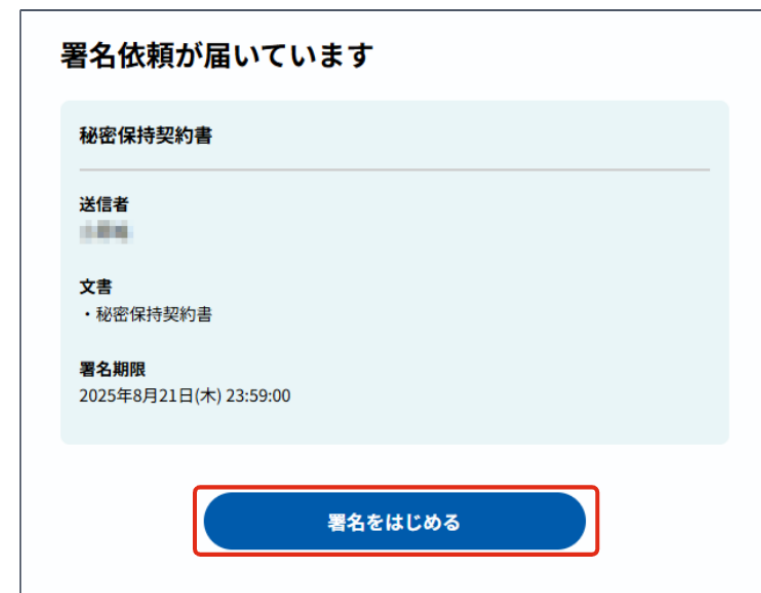 署名依頼が届いています
秘密保持契約書
送信者
文書
・秘密保持契約書
署名期限
2025年8月21日(木) 23:59:00
署名をはじめる